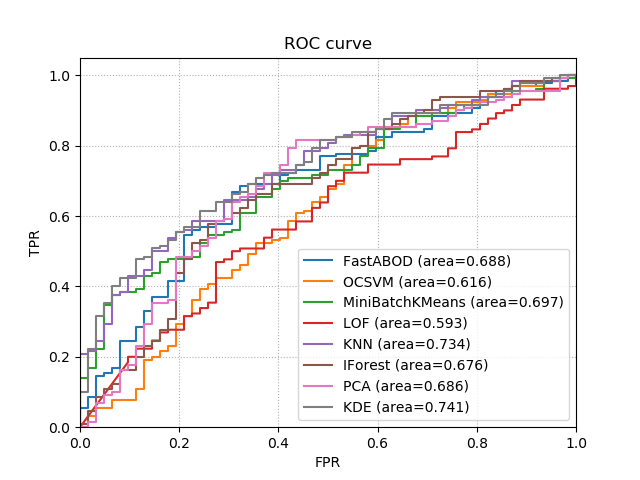 ROC curve
1.0
0.8
0.6
0.4
0.2
0.0
TPR
FastABOD (area=0.688)
OCSVM (area=0.616)
MiniBatchKMeans (area=0.697)
LOF (area=0.593)
KNN (area=0.734)
IForest (area=0.676)
PCA (area=0.686)
KDE (area=0.741)
0.0 0.2 0.4 0.6 0.8 1.0
FPR